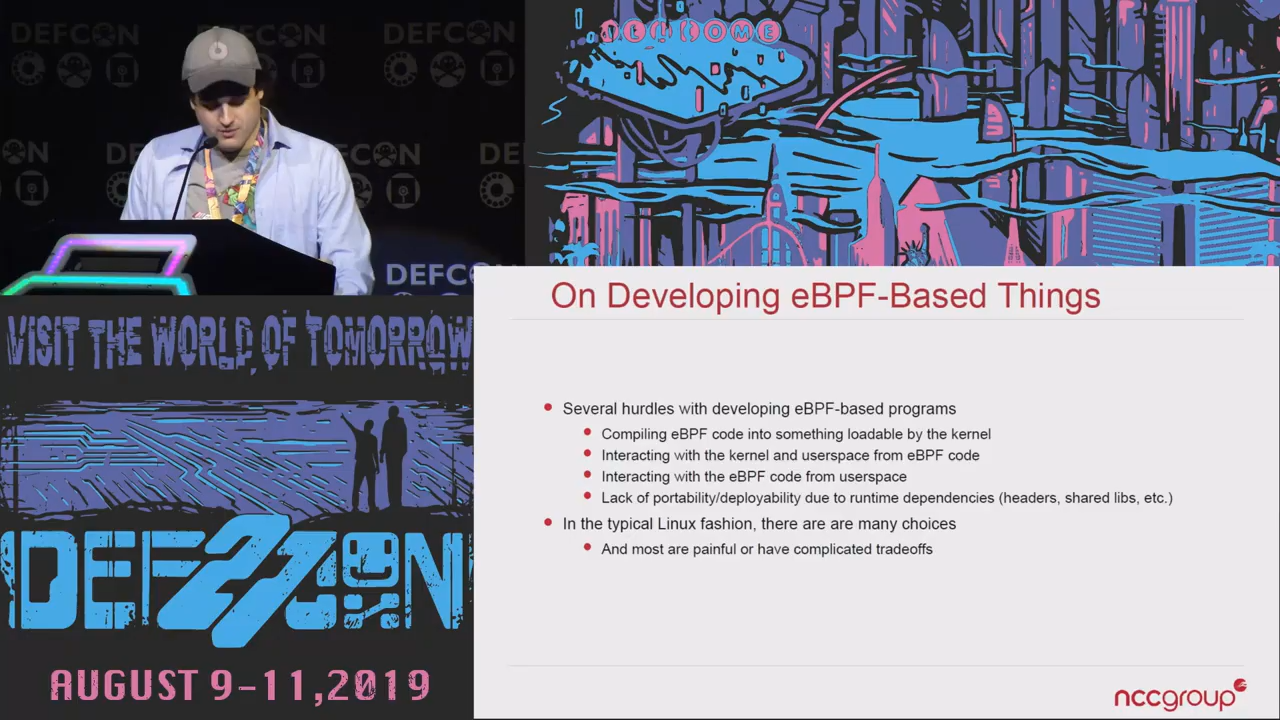 DEFCON
DEFCON
DEFCON
WELCOME
On Developing eBPF-Based Things
VISIT THE WORLD OF TOMORROW
Several hurdles with developing eBPF-based programs
Compiling eBPF code into something loadable by the kernel
Interacting with the kernel and userspace from eBPF code
Interacting with the eBPF code from userspace
Lack of portability/deployability due to runtime dependencies (headers, shared libs, etc.)
In the typical Linux fashion, there are are many choices
And most are painful or have complicated tradeoffs
DEF27CON
AUGUST 9-11,2019
nccgroup